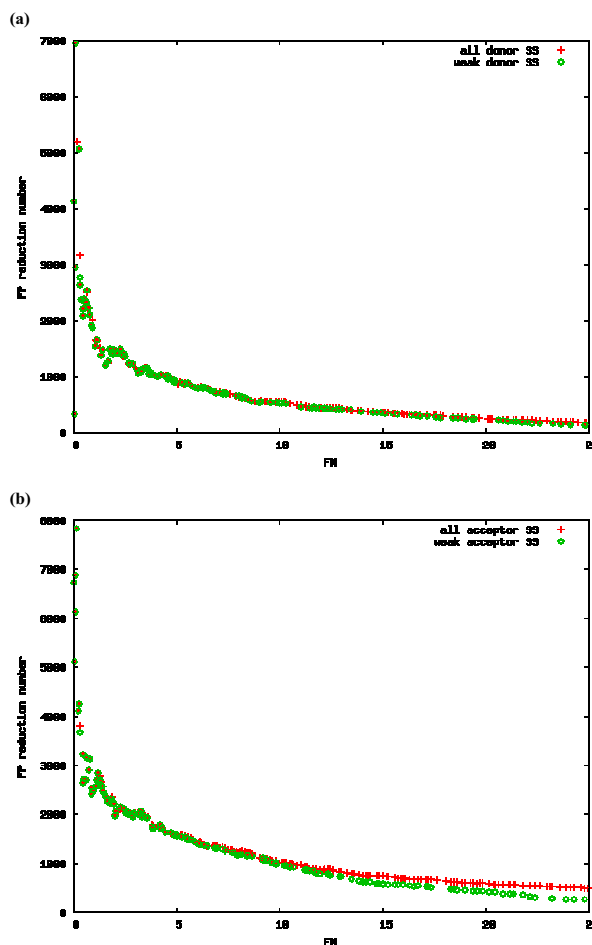 (a)
7000
6000
5000
4000
3000
2000
1000
0
FP reduction number
all donor SS
weak donor SS
0 5 10 15 20 2
FN
(b)
8000
7000
6000
5000
4000
3000
2000
1000
0
FP reduction number
all acceptor SS
weak acceptor SS
0 5 10 15 20 2
FN